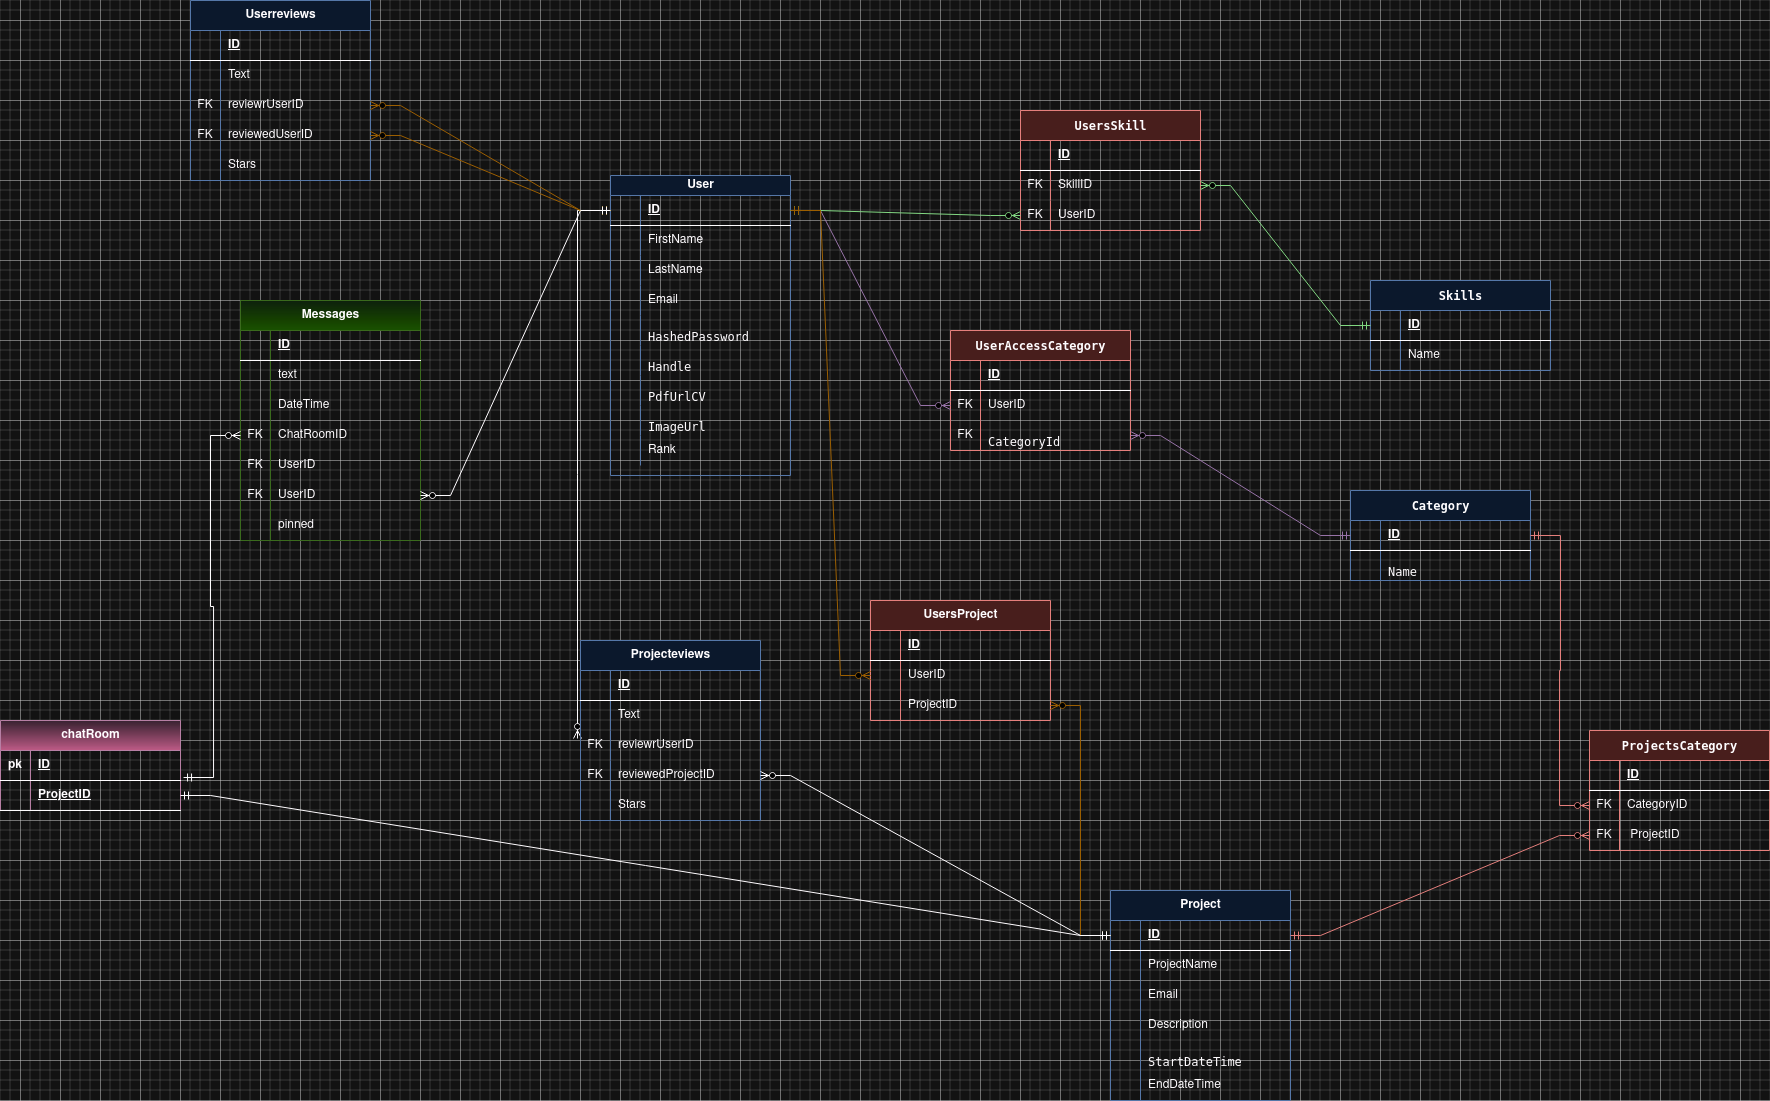 Userreviews
ID
Text
FK reviewrUserID
FK reviewedUserID
Stars
User
ID
FirstName
LastName
Email
HashedPassword
Handle
PdfUrlCV
ImageUrl
Rank
UsersSkill
ID
FK SkillID
FK UserID
Skills
ID
Name
Messages
ID
text
DateTime
FK ChatRoomID
FK UserID
FK UserID
pinned
UserAccessCategory
ID
FK UserID
FK CategoryId
Category
ID
Name
UsersProject
ID
UserID
ProjectID
Projecteviews
ID
Text
FK reviewrUserID
FK reviewedProjectID
Stars
chatRoom
pk ID
ProjectID
ProjectsCategory
ID
FK CategoryID
FK ProjectID
Project
ID
ProjectName
Email
Description
StartDateTime
EndDateTime